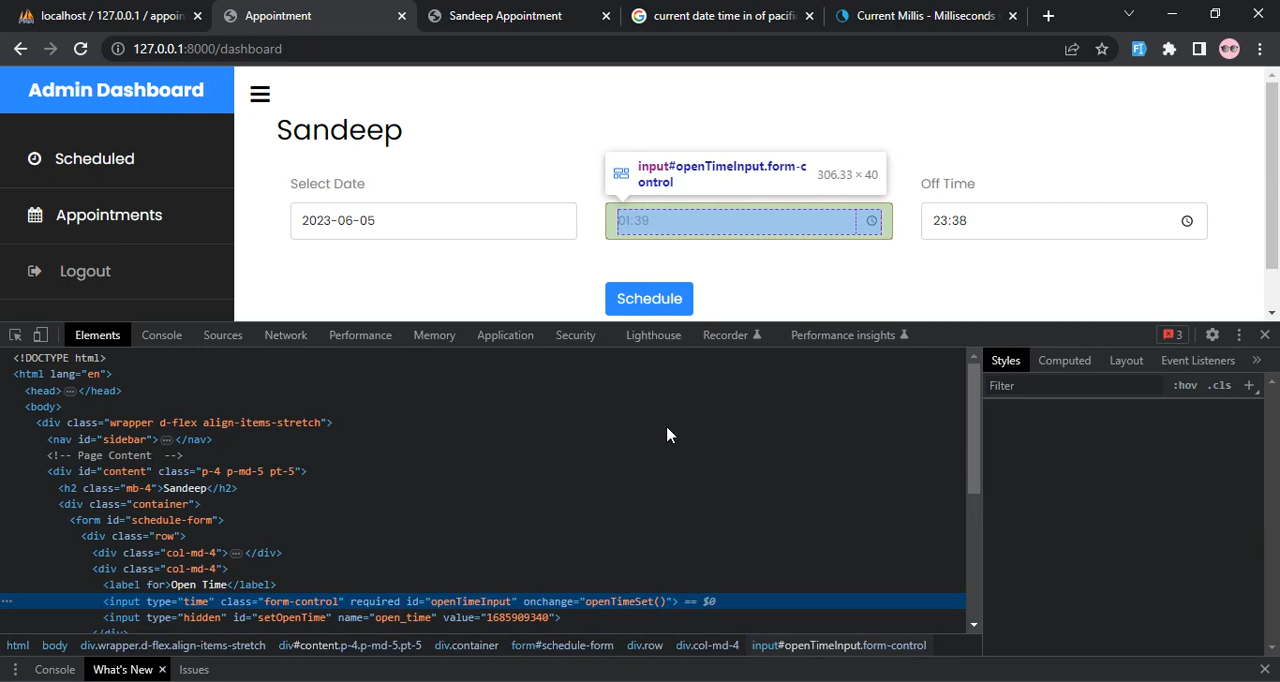 localhost / 127.0.0.1 / appoin
Appointment
Sandeep Appointment
current date time in of pacifi
Current Millis - Milliseconds
127.0.0.1:8000/dashboard
Admin Dashboard
Scheduled
Appointments
Logout
Sandeep
input#openTimeInput.form-c
ontrol
306.33 × 40
Select Date
Off Time
2023-06-05
01:39
23:38
Schedule
Elements
Console
Sources
Network
Performance
Memory
Application
Security
Lighthouse
Recorder
Performance insights
3
<!DOCTYPE html>
<html lang="en">
<head>…</head>
<body>
<div class="wrapper d-flex align-items-stretch">
<nav id="sidebar">…</nav>
<!-- Page Content -->
<div id="content" class="p-4 p-md-5 pt-5">
<h2 class="mb-4">Sandeep</h2>
<div class="container">
<form id="schedule-form">
<div class="row">
<div class="col-md-4">…</div>
<div class="col-md-4">
<label for>Open Time</label>
<input type="time" class="form-control" required id="openTimeInput" onchange="openTimeSet()"> == $0
<input type="hidden" id="setOpenTime" name="open_time" value="1685909340">
</div>
Styles
Computed
Layout
Event Listeners
Filter
:hov
.cls
html
body
div.wrapper.d-flex.align-items-stretch
div#content.p-4.p-md-5.pt-5
div.container
form#schedule-form
div.row
div.col-md-4
input#openTimeInput.form-control
Console
What's New
Issues